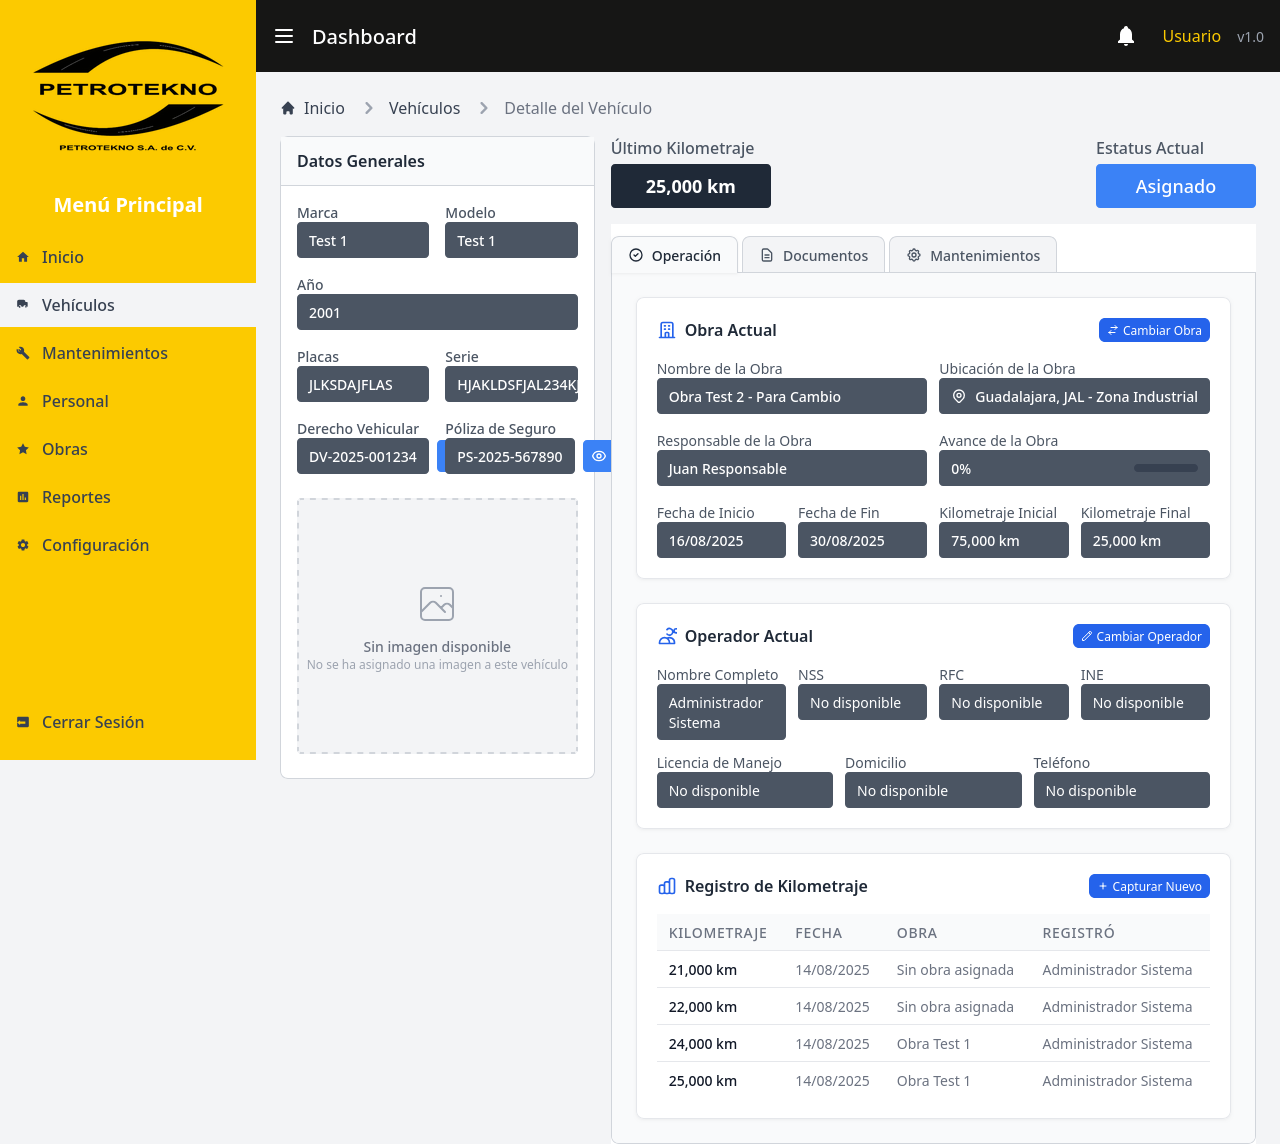 PETROTEKNO
PETROTEKNO S.A. de C.V.
Menú Principal
Inicio
Vehículos
Mantenimientos
Personal
Obras
Reportes
Configuración
Cerrar Sesión
Dashboard
Usuario v1.0
Inicio Vehículos Detalle del Vehículo
Datos Generales
Marca Modelo
Test 1 Test 1
Año
2001
Placas Serie
JLKSDAJFLAS HJAKLDSFJAL234K
Derecho Vehicular Póliza de Seguro
DV-2025-001234 PS-2025-567890
Sin imagen disponible
No se ha asignado una imagen a este vehículo
Último Kilometraje
25,000 km
Estatus Actual
Asignado
Operación Documentos Mantenimientos
Obra Actual
Cambiar Obra
Nombre de la Obra Ubicación de la Obra
Obra Test 2 - Para Cambio Guadalajara, JAL - Zona Industrial
Responsable de la Obra Avance de la Obra
Juan Responsable 0%
Fecha de Inicio Fecha de Fin Kilometraje Inicial Kilometraje Final
16/08/2025 30/08/2025 75,000 km 25,000 km
Operador Actual
Cambiar Operador
Nombre Completo NSS RFC INE
Administrador Sistema No disponible No disponible No disponible
Licencia de Manejo Domicilio Teléfono
No disponible No disponible No disponible
Registro de Kilometraje
Capturar Nuevo
KILOMETRAJE FECHA OBRA REGISTRÓ
21,000 km 14/08/2025 Sin obra asignada Administrador Sistema
22,000 km 14/08/2025 Sin obra asignada Administrador Sistema
24,000 km 14/08/2025 Obra Test 1 Administrador Sistema
25,000 km 14/08/2025 Obra Test 1 Administrador Sistema